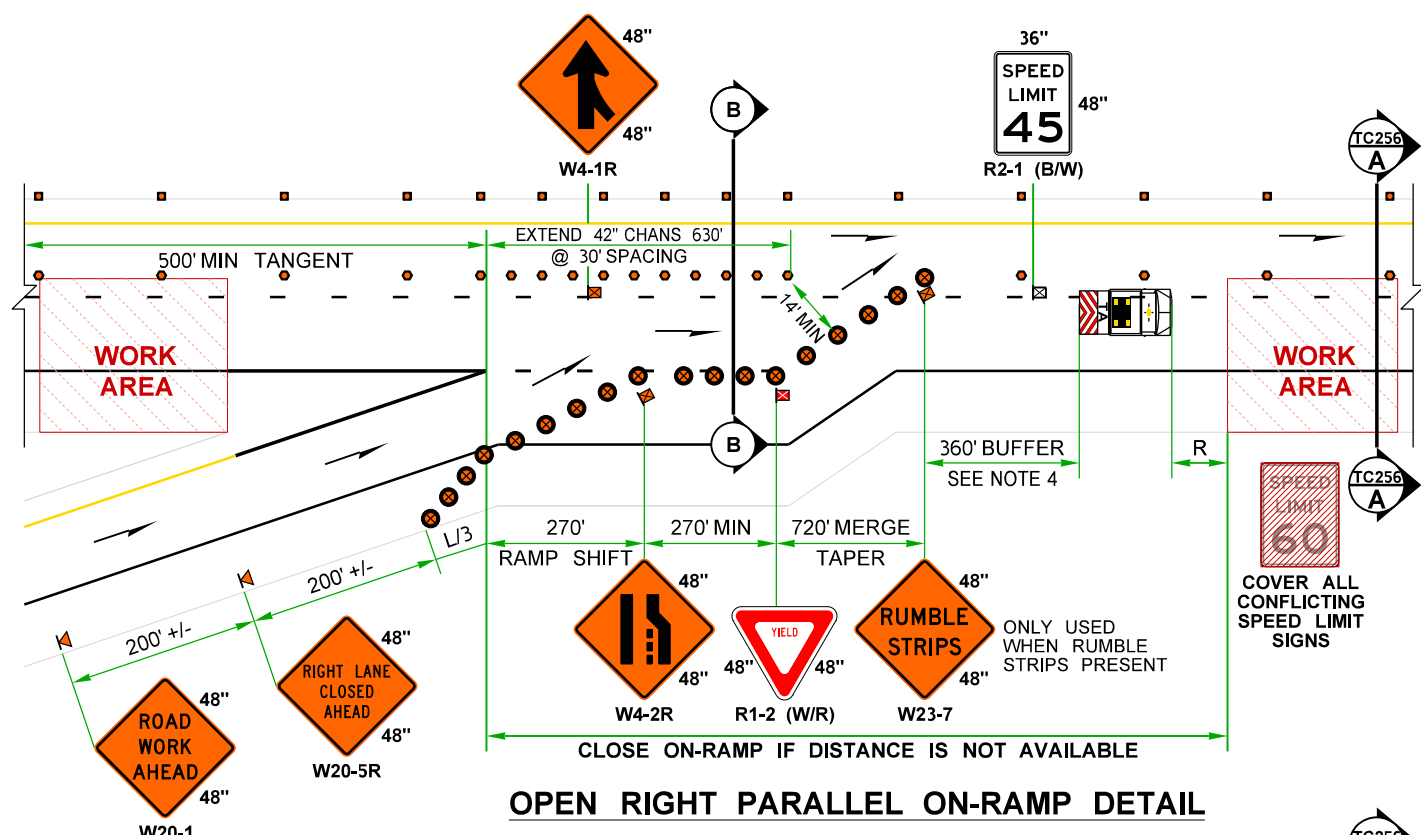 48"
48"
W4-1R
B
36"
SPEED
LIMIT
45
48"
R2-1 (B/W)
TC256
A
500' MIN TANGENT
EXTEND 42" CHANS 630'
@ 30' SPACING
14' MIN
WORK
AREA
WORK
AREA
B
360' BUFFER
SEE NOTE 4
R
TC256
A
SPEED
LIMIT
60
COVER ALL
CONFLICTING
SPEED LIMIT
SIGNS
L/3
270'
RAMP SHIFT
270' MIN
720' MERGE
TAPER
200' +/-
200' +/-
48"
48"
W4-2R
YIELD
48"
48"
R1-2 (W/R)
RUMBLE
STRIPS
48"
48"
W23-7
ONLY USED
WHEN RUMBLE
STRIPS PRESENT
RIGHT LANE
CLOSED
AHEAD
48"
48"
W20-5R
ROAD
WORK
AHEAD
48"
48"
W20-1
CLOSE ON-RAMP IF DISTANCE IS NOT AVAILABLE
OPEN RIGHT PARALLEL ON-RAMP DETAIL
TC256